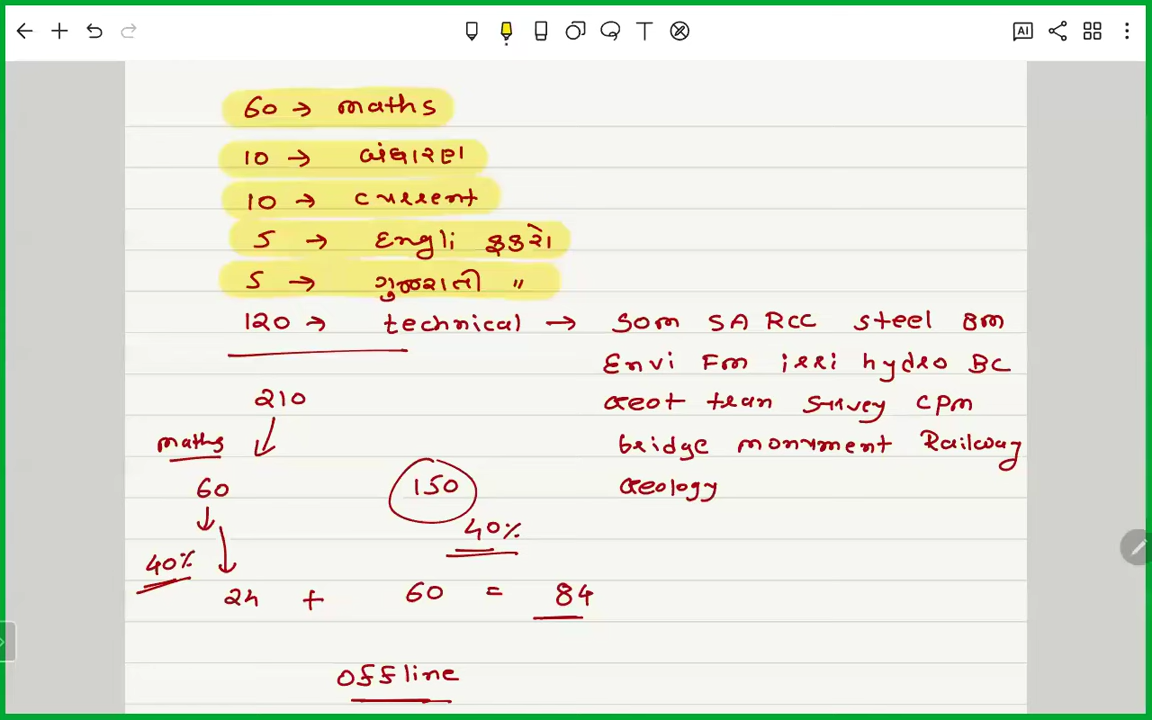 AI
60 → maths
10 → બંધારણ
10 → current
5 → Engli ફકરો
5 → ગુજરાતી "
120 → technical → SOM SA RCC steel BM
Envi Fm irri hydro BC
210
Geot tran survey CPM
maths
bridge monument Railway
60
150
Geology
40%
40%
24 + 60 = 84
offline